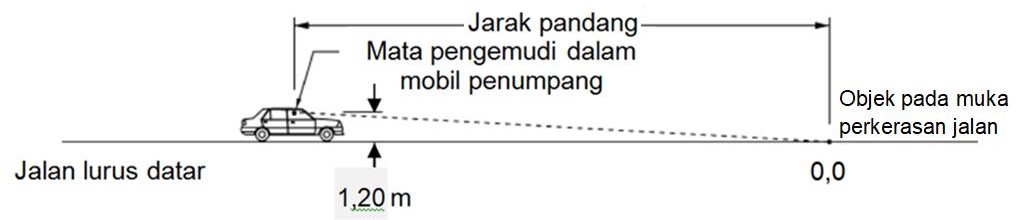 Jarak pandang
Mata pengemudi dalam
mobil penumpang
Objek pada muka
perkerasan jalan
Jalan lurus datar
0,0
1,20 m